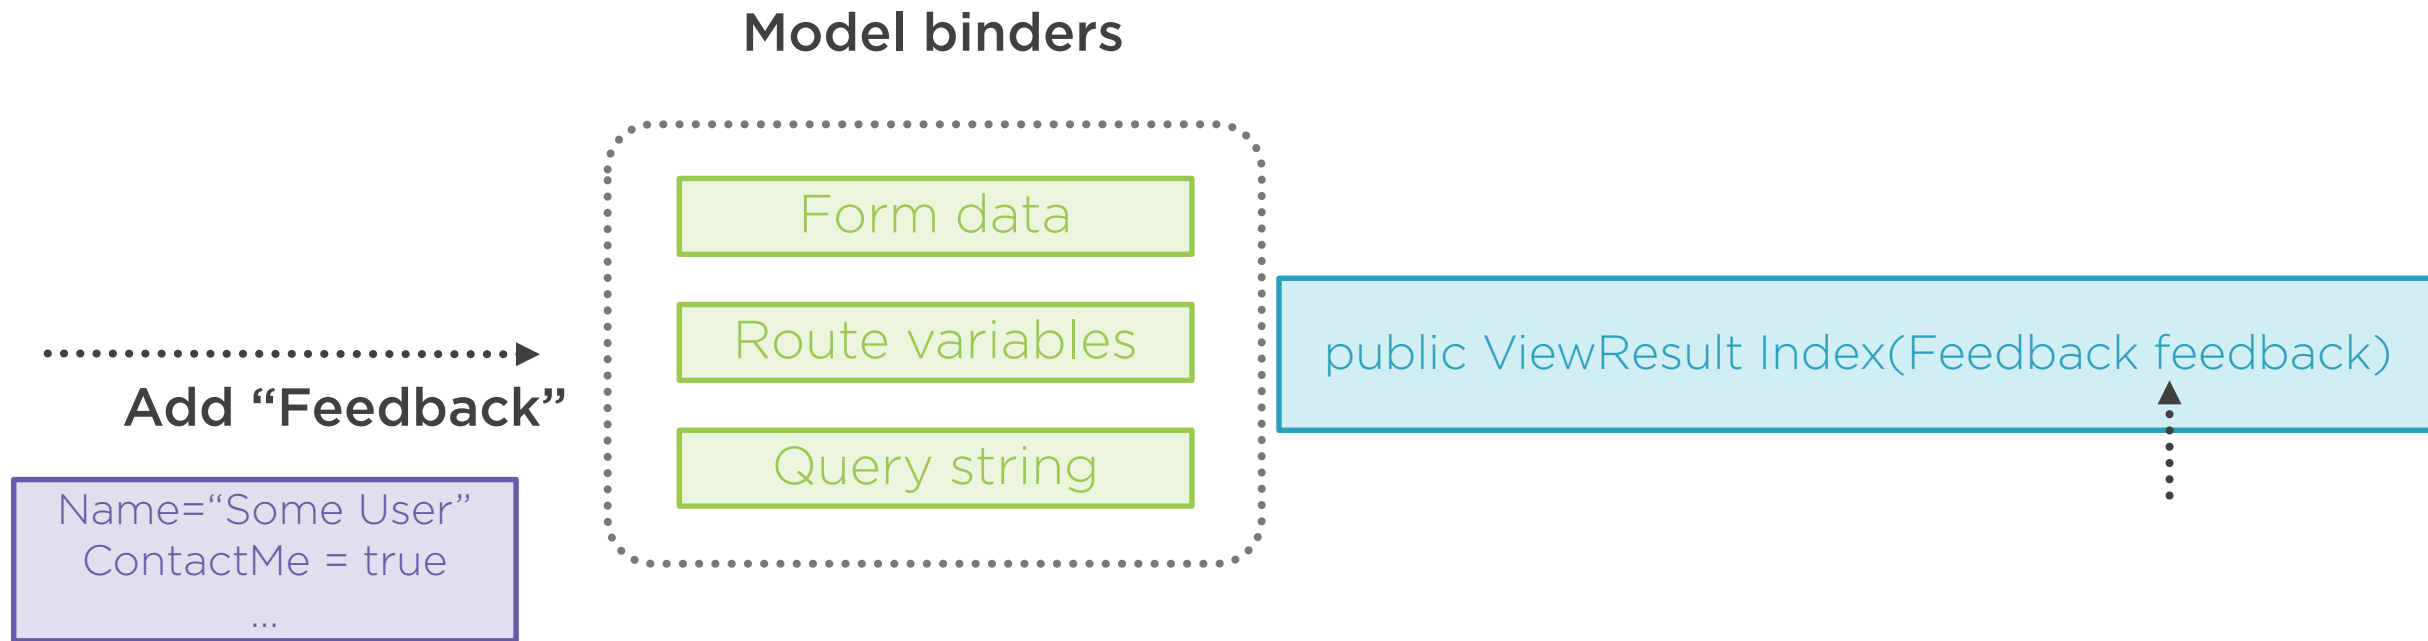 Model binders
Form data
Route variables
Query string
Add “Feedback”
Name=“Some User”
ContactMe = true
...
public ViewResult Index(Feedback feedback)